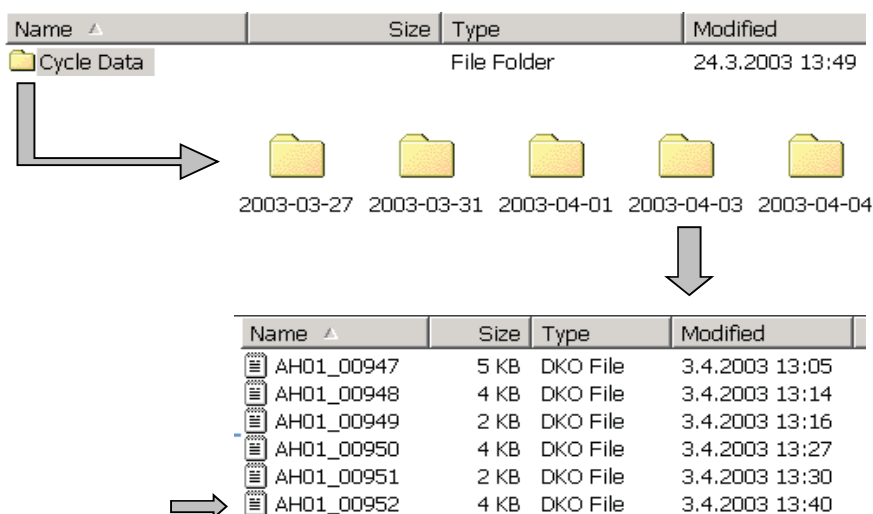 Name Size Type Modified
Cycle Data File Folder 24.3.2003 13:49
2003-03-27 2003-03-31 2003-04-01 2003-04-03 2003-04-04
Name Size Type Modified
AH01_00947 5 KB DKO File 3.4.2003 13:05
AH01_00948 4 KB DKO File 3.4.2003 13:14
AH01_00949 2 KB DKO File 3.4.2003 13:16
AH01_00950 4 KB DKO File 3.4.2003 13:27
AH01_00951 2 KB DKO File 3.4.2003 13:30
AH01_00952 4 KB DKO File 3.4.2003 13:40